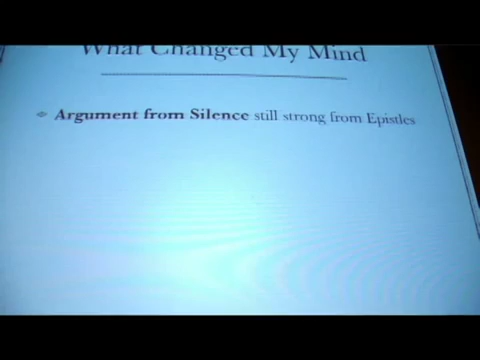 What Changed My Mind
Argument from Silence still strong from Epistles